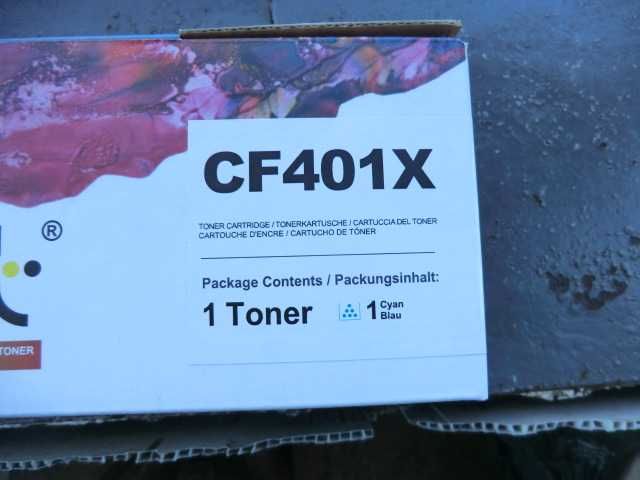 CF401X
TONER CARTRIDGE / TONERKARTUSCHE / CARTUCCIA DEL TONER
CARTOUCHE D'ENCRE / CARTUCHO DE TÓNER
®
Package Contents / Packungsinhalt:
1 Toner
1 Cyan
Blau
TONER